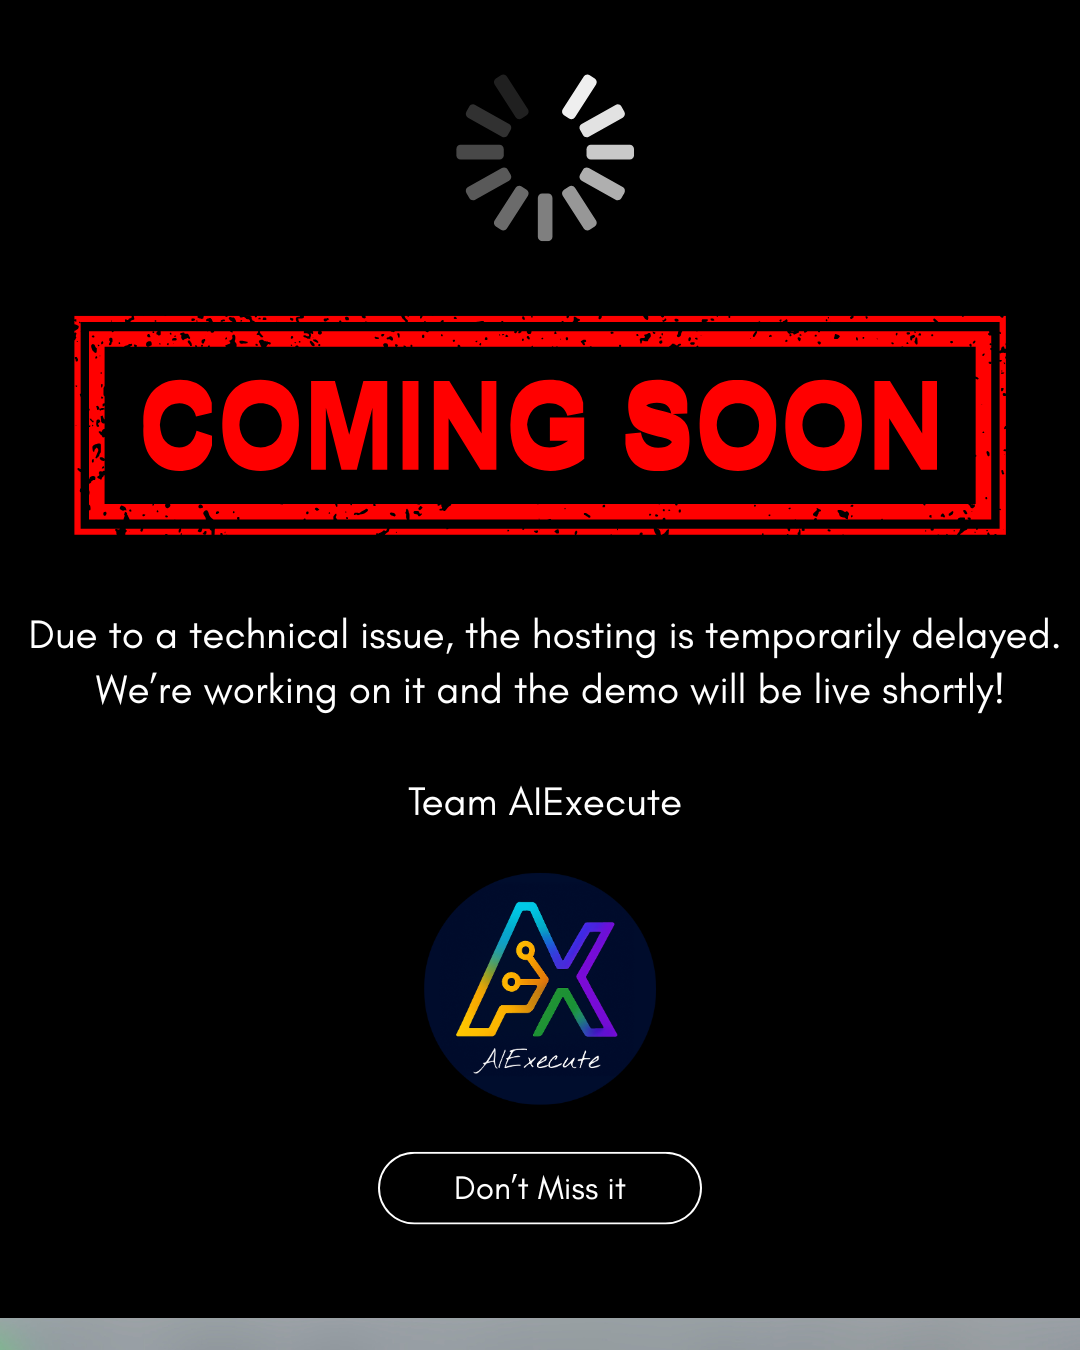 COMING SOON
Due to a technical issue, the hosting is temporarily delayed.
We’re working on it and the demo will be live shortly!
Team AIExecute
AX
AIExecute
Don’t Miss it